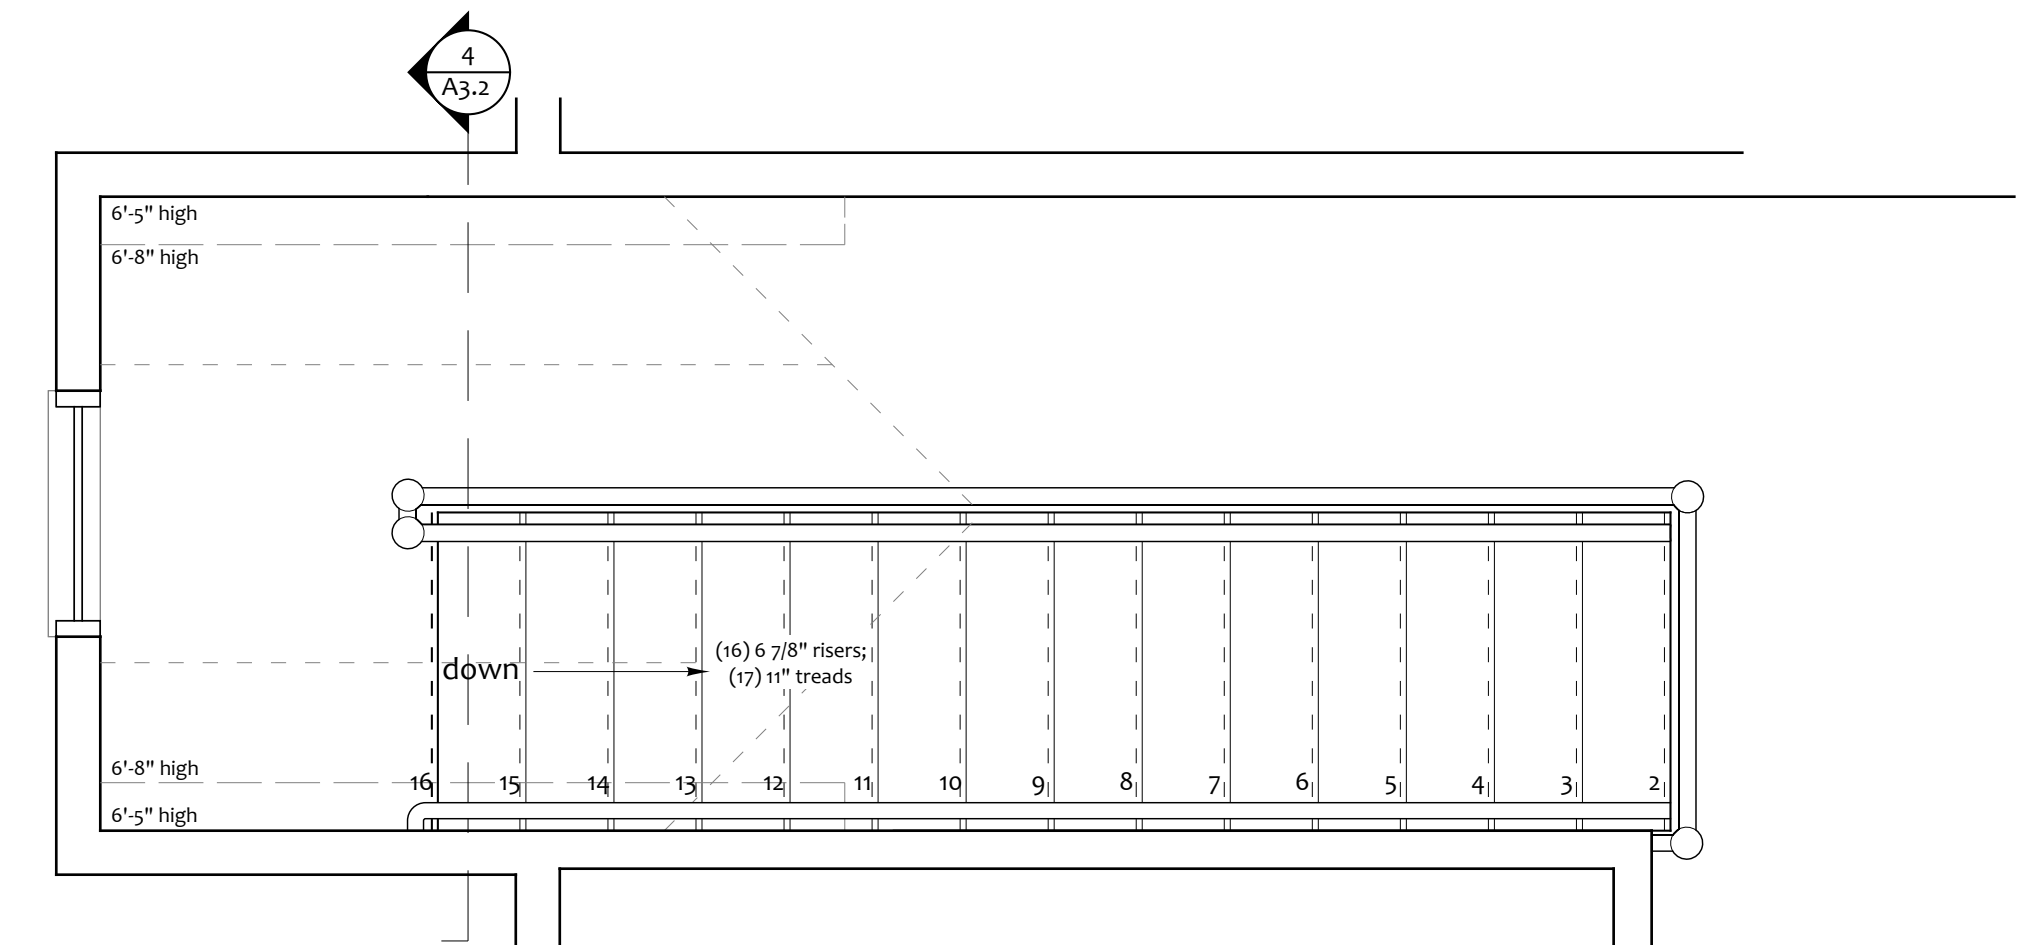 4
A3.2
6'-5" high
6'-8" high
down
(16) 6 7/8" risers;
(17) 11" treads
6'-8" high
16 15 14 13 12 11 10 9 8 7 6 5 4 3 2
6'-5" high